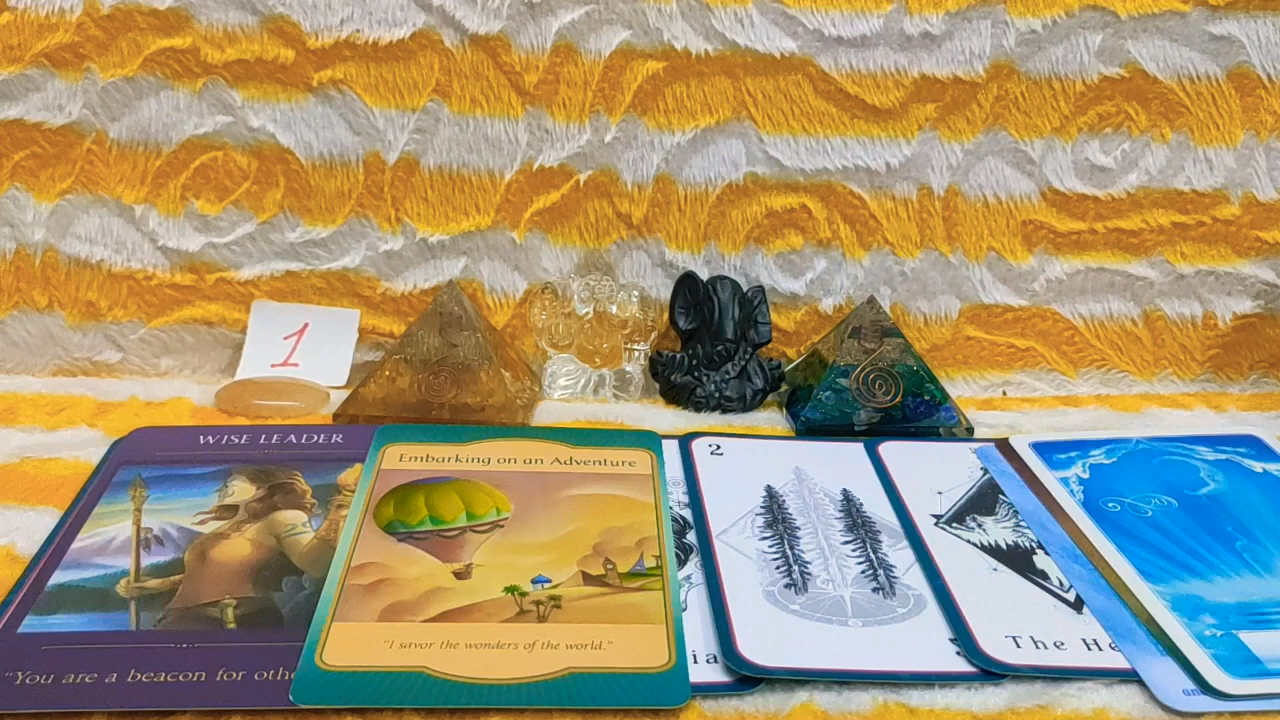 1
WISE LEADER
"You are a beacon for othe
Embarking on an Adventure
"I savor the wonders of the world."
2
The He